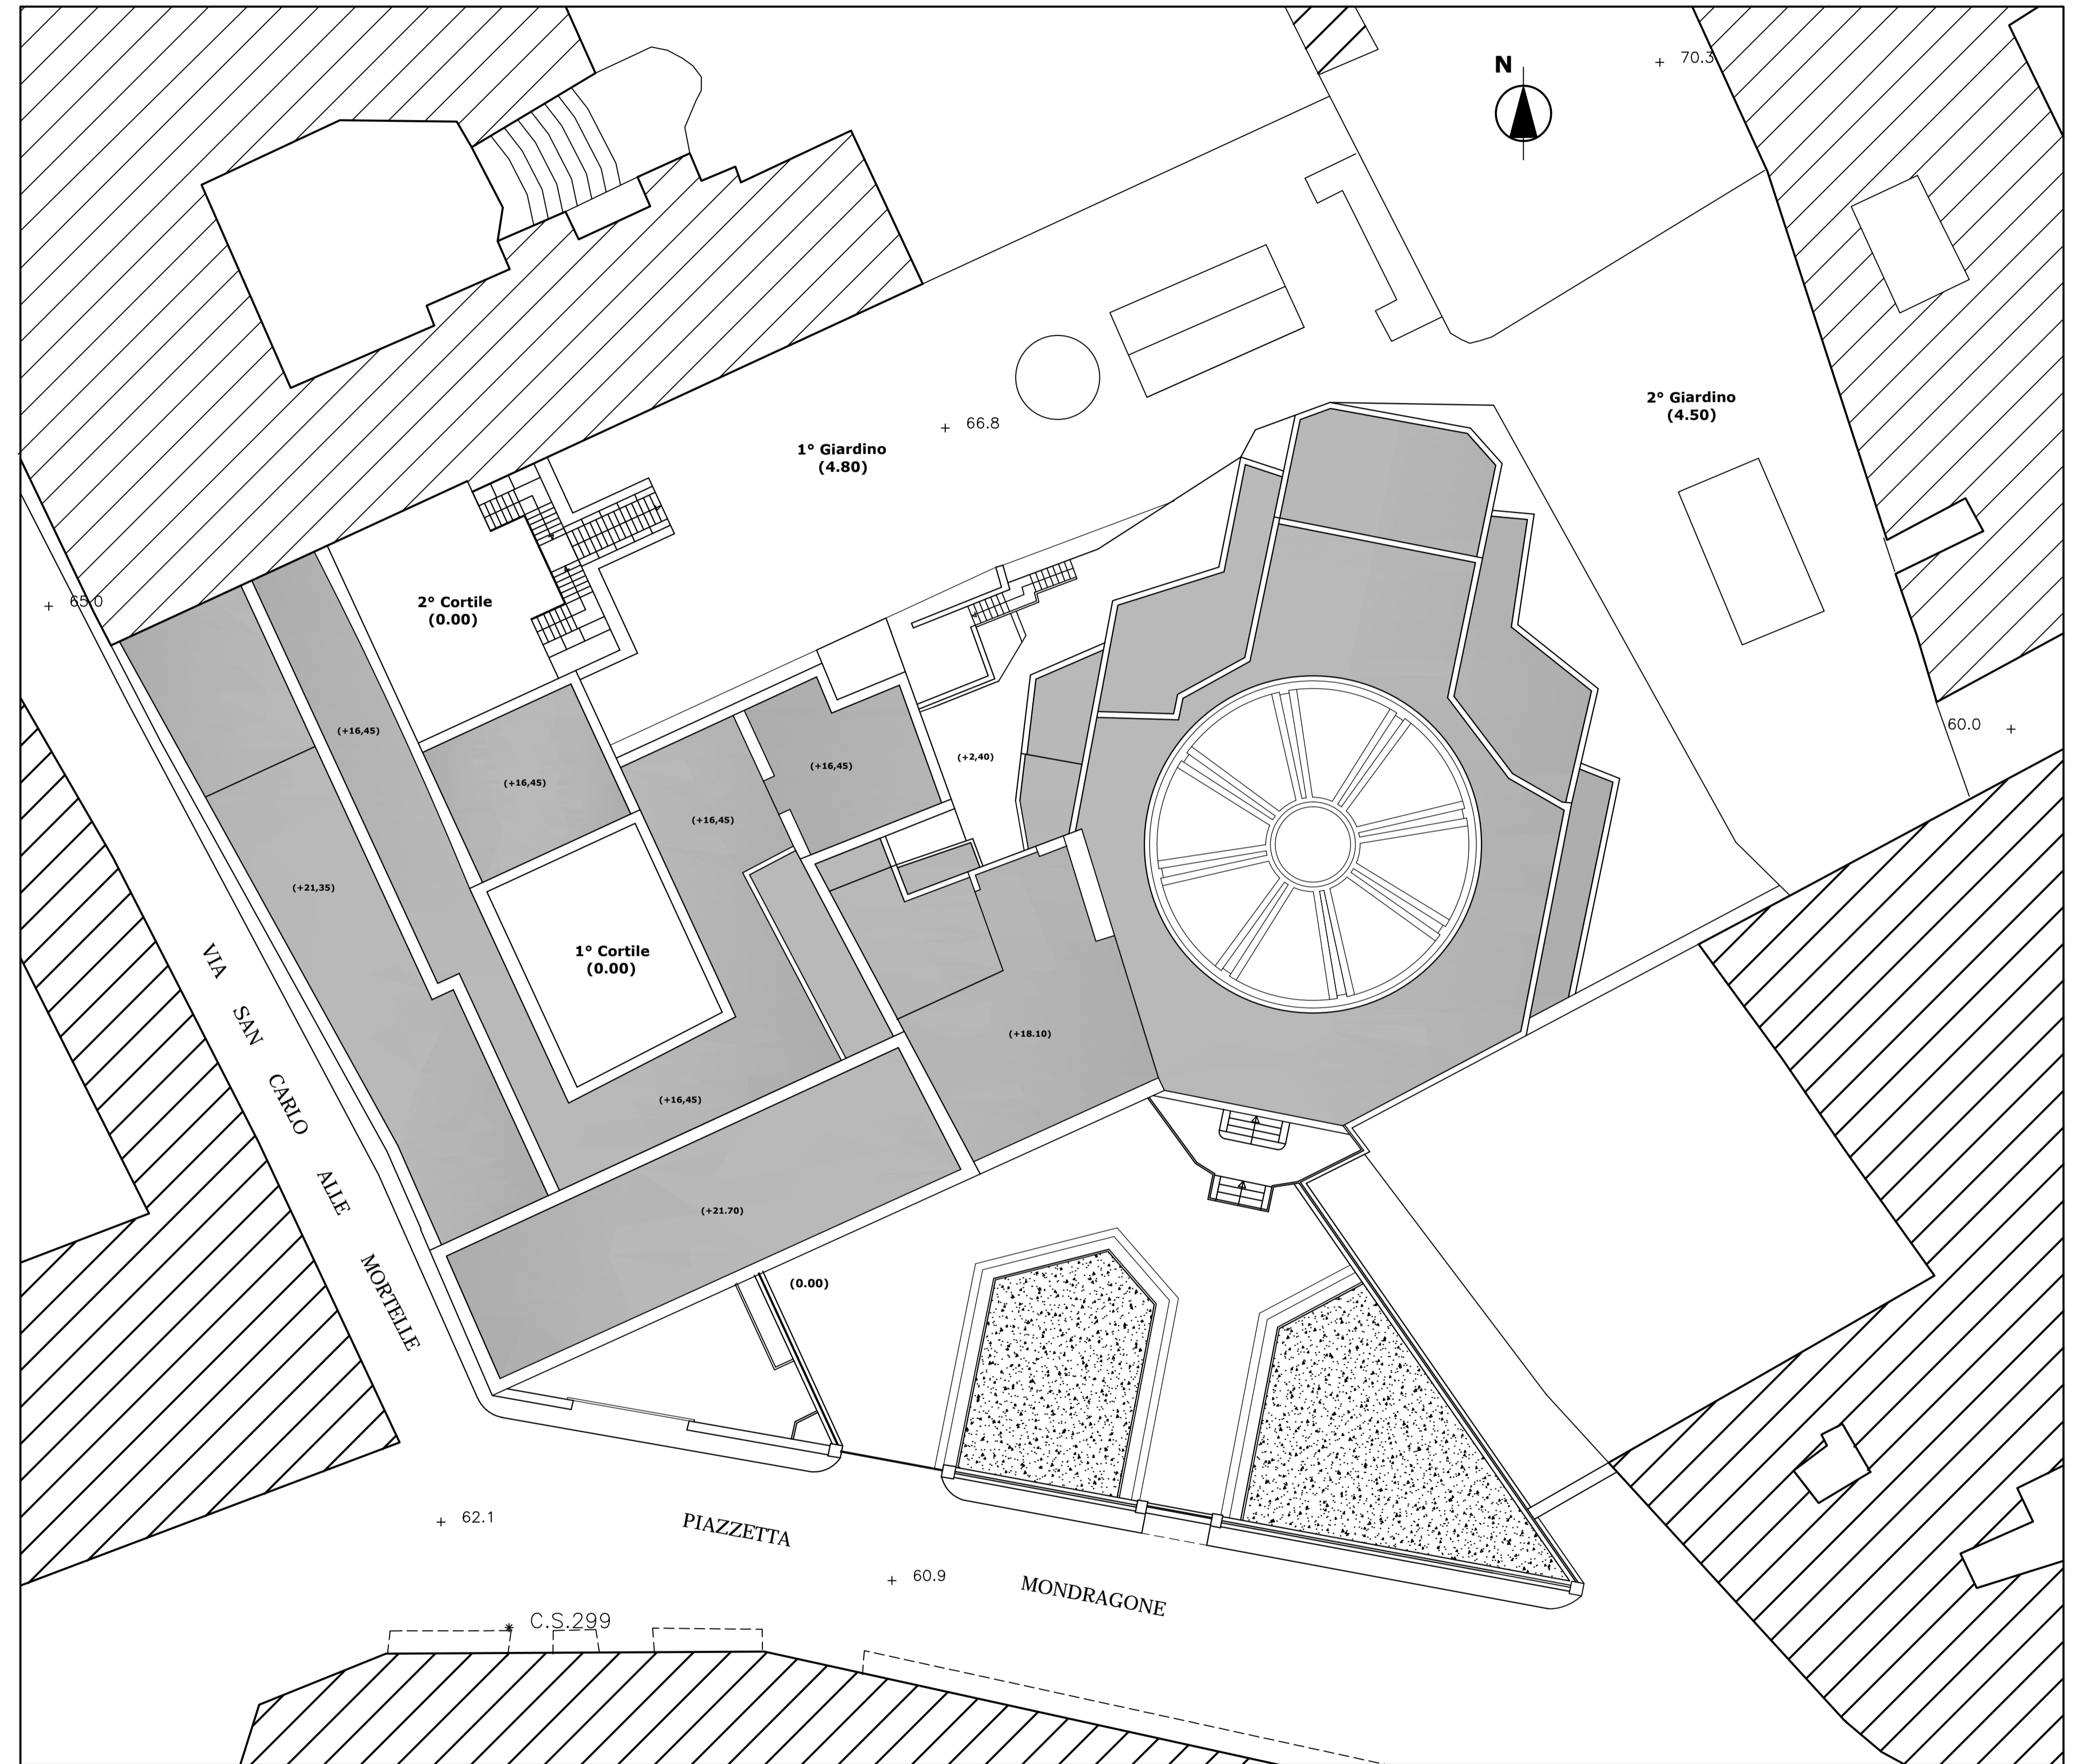 N
70.3
2° Giardino
(4.50)
66.8
1° Giardino
(4.80)
65.0
2° Cortile
(0.00)
60.0
(+16,45)
(+2,40)
(+16,45)
(+16,45)
(+16,45)
(+21,35)
1° Cortile
(0.00)
VIA SAN CARLO ALLE MORTELLE
(+18.10)
(+16,45)
(+21.70)
(0.00)
62.1
PIAZZETTA MONDRAGONE
60.9
* C.S.299